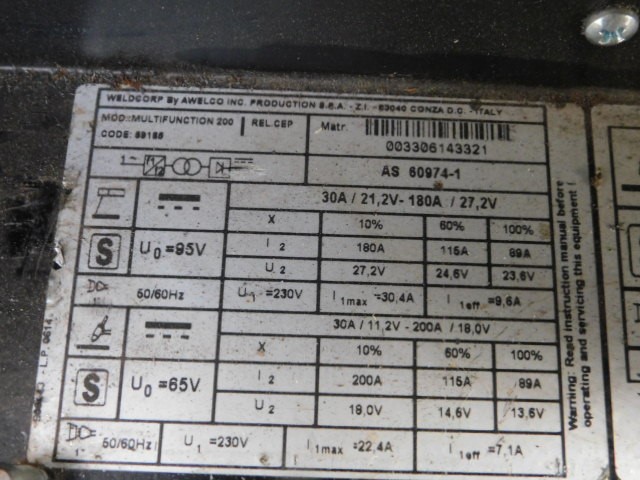 WELDCORP By AWELCO INC. PRODUCTION S.p.A. - Z.I. - 83040 CONZA D.C. - ITALY
MOD.:MULTIFUNCTION 200 REL.CEP Matr.
CODE: 003306143321
1~ AS 60974-1
30A / 21,2V- 180A / 27,2V
X 10% 60% 100%
S U0 =95V I 2 180A 115A 89A
U 2 27,2V 24,6V 23,6V
50/60Hz U 1 =230V I 1max =30,4A I 1eff =9,6A
30A / 11,2V - 200A / 18,0V
X 10% 60% 100%
S U0 =65V I 2 200A 115A 89A
U 2 18,0V 14,6V 13,6V
1~ 50/60Hz U 1 =230V I 1max =22,4A I 1eff =7,1A
Warning: Read instruction manual before
operating and servicing this equipment !
L.P. 0614